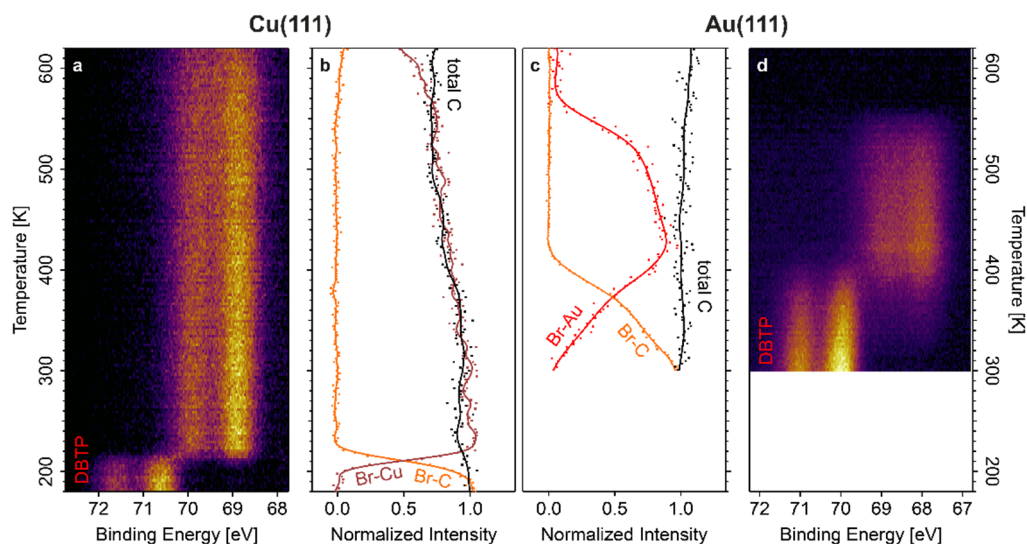 Cu(111) Au(111)
a b c d
600
500
400
300
200
Temperature [K]
DBTP
72 71 70 69 68
Binding Energy [eV]
total C
Br-Cu Br-C
0.0 0.5 1.0
Normalized Intensity
Br-Au
Br-C
total C
0.0 0.5 1.0
Normalized Intensity
DBTP
600
500
400
300
200
Temperature [K]
72 71 70 69 68 67
Binding Energy [eV]